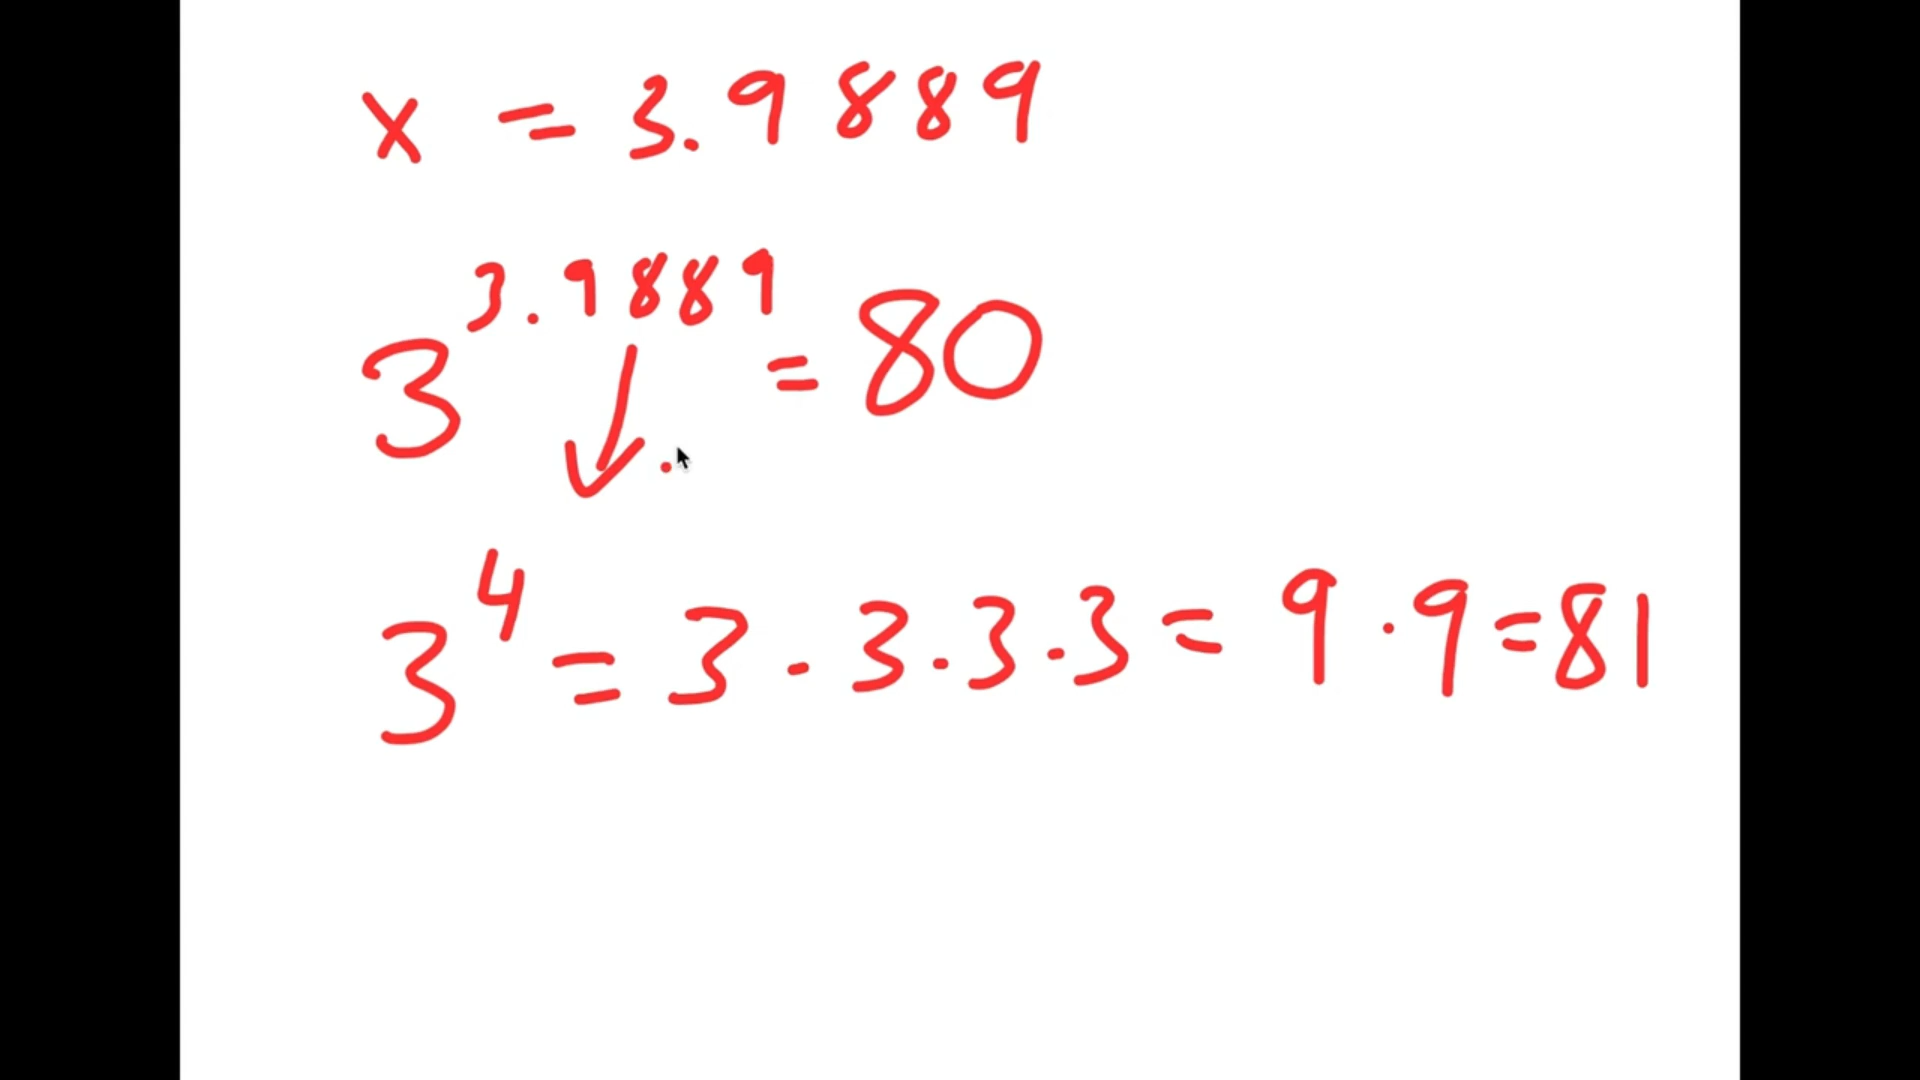 x = 3.9889
3^3.9889 = 80
3^4 = 3 · 3 · 3 · 3 = 9 · 9 = 81